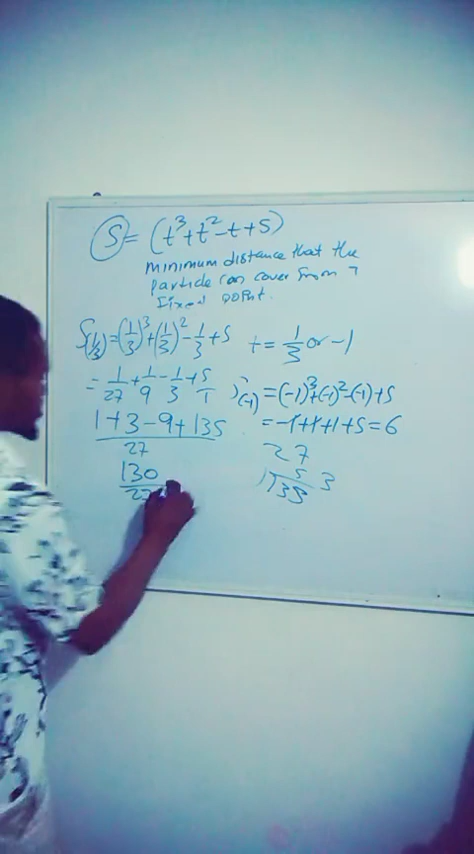 S = (t³+t²-t+5)
minimum distance that the
particle can cover from
fixed point.
S(1/3) = (1/3)³+(1/3)² - 1/3 + 5
t = 1/3 or -1
= 1/27 + 1/9 - 1/3 + 5/1
(-1) = (-1)³+(-1)²-(-1)+5
1+3-9+135
= -1+1+1+5=6
27
27
5
130
135 3
27